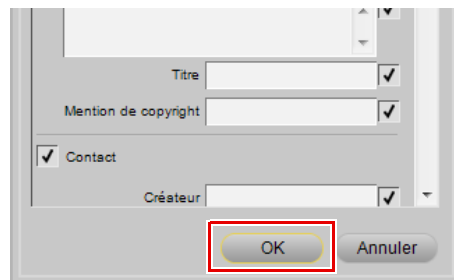 Titre
Mention de copyright
Contact
Créateur
OK Annuler